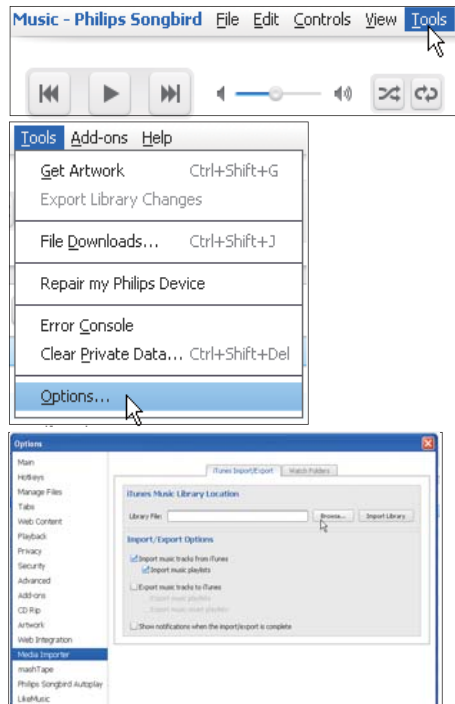 Music - Philips Songbird File Edit Controls View Tools
Tools Add-ons Help
Get Artwork Ctrl+Shift+G
Export Library Changes
File Downloads... Ctrl+Shift+J
Repair my Philips Device
Error Console
Clear Private Data... Ctrl+Shift+Del
Options...
Options
Main
Hotkeys
Manage Files
Tabs
Web Content
Playback
Privacy
Security
Advanced
Add-ons
CD Rip
Artwork
Web Integration
Media Importer
mashTape
Philips Songbird Autoplay
LikeMusic
iTunes Import/Export Watch Folders
iTunes Music Library Location
Library File: Browse... Import Library
Import/Export Options
Import music tracks from iTunes
Import music playlists
Export music tracks to iTunes
Export music playlists
Export music smart playlists
Show notifications when the import/export is complete